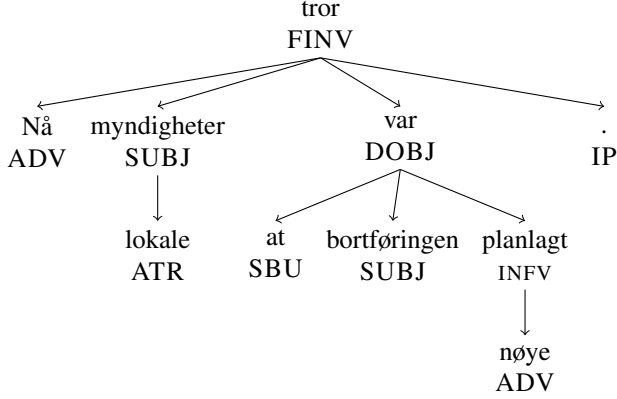 tror
FINV
Nå myndigheter var .
ADV SUBJ DOBJ IP
lokale at bortføringen planlagt
ATR SBU SUBJ INFV
nøye
ADV